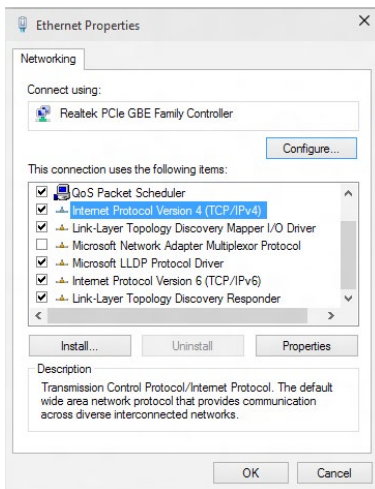 Ethernet Properties
Networking
Connect using:
Realtek PCIe GBE Family Controller
Configure...
This connection uses the following items:
QoS Packet Scheduler
Internet Protocol Version 4 (TCP/IPv4)
Link-Layer Topology Discovery Mapper I/O Driver
Microsoft Network Adapter Multiplexor Protocol
Microsoft LLDP Protocol Driver
Internet Protocol Version 6 (TCP/IPv6)
Link-Layer Topology Discovery Responder
Install... Uninstall Properties
Description
Transmission Control Protocol/Internet Protocol. The default
wide area network protocol that provides communication
across diverse interconnected networks.
OK Cancel